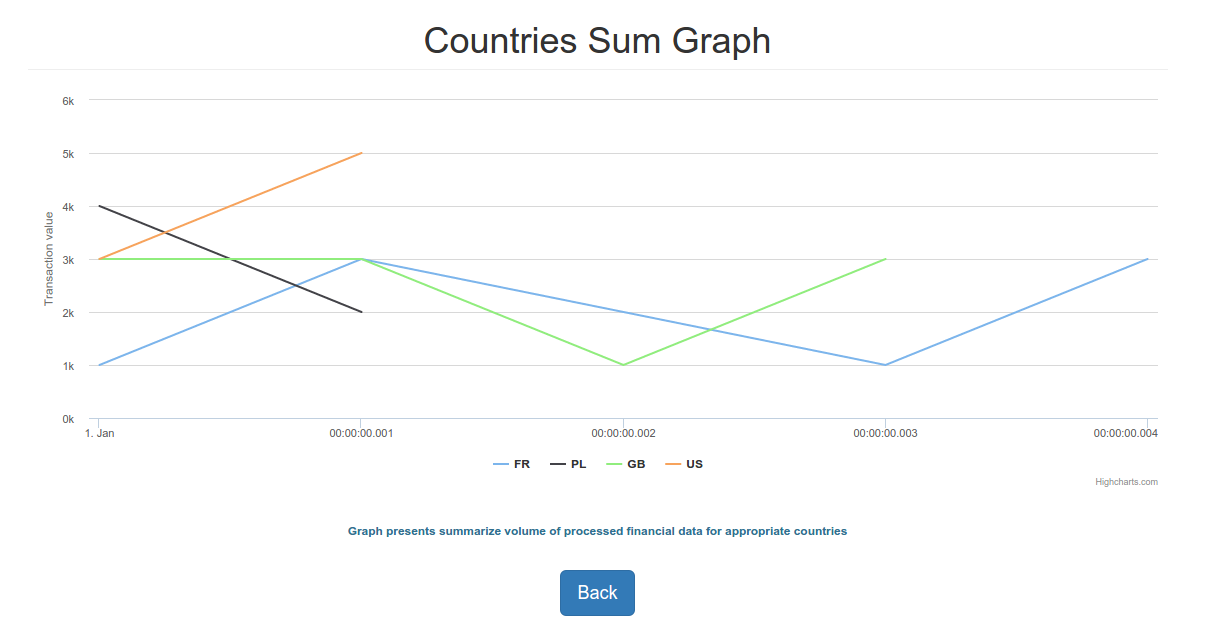 Countries Sum Graph
6k
5k
4k
3k
2k
1k
0k
Transaction value
1. Jan 00:00:00.001 00:00:00.002 00:00:00.003 00:00:00.004
FR PL GB US
Highcharts.com
Graph presents summarize volume of processed financial data for appropriate countries
Back